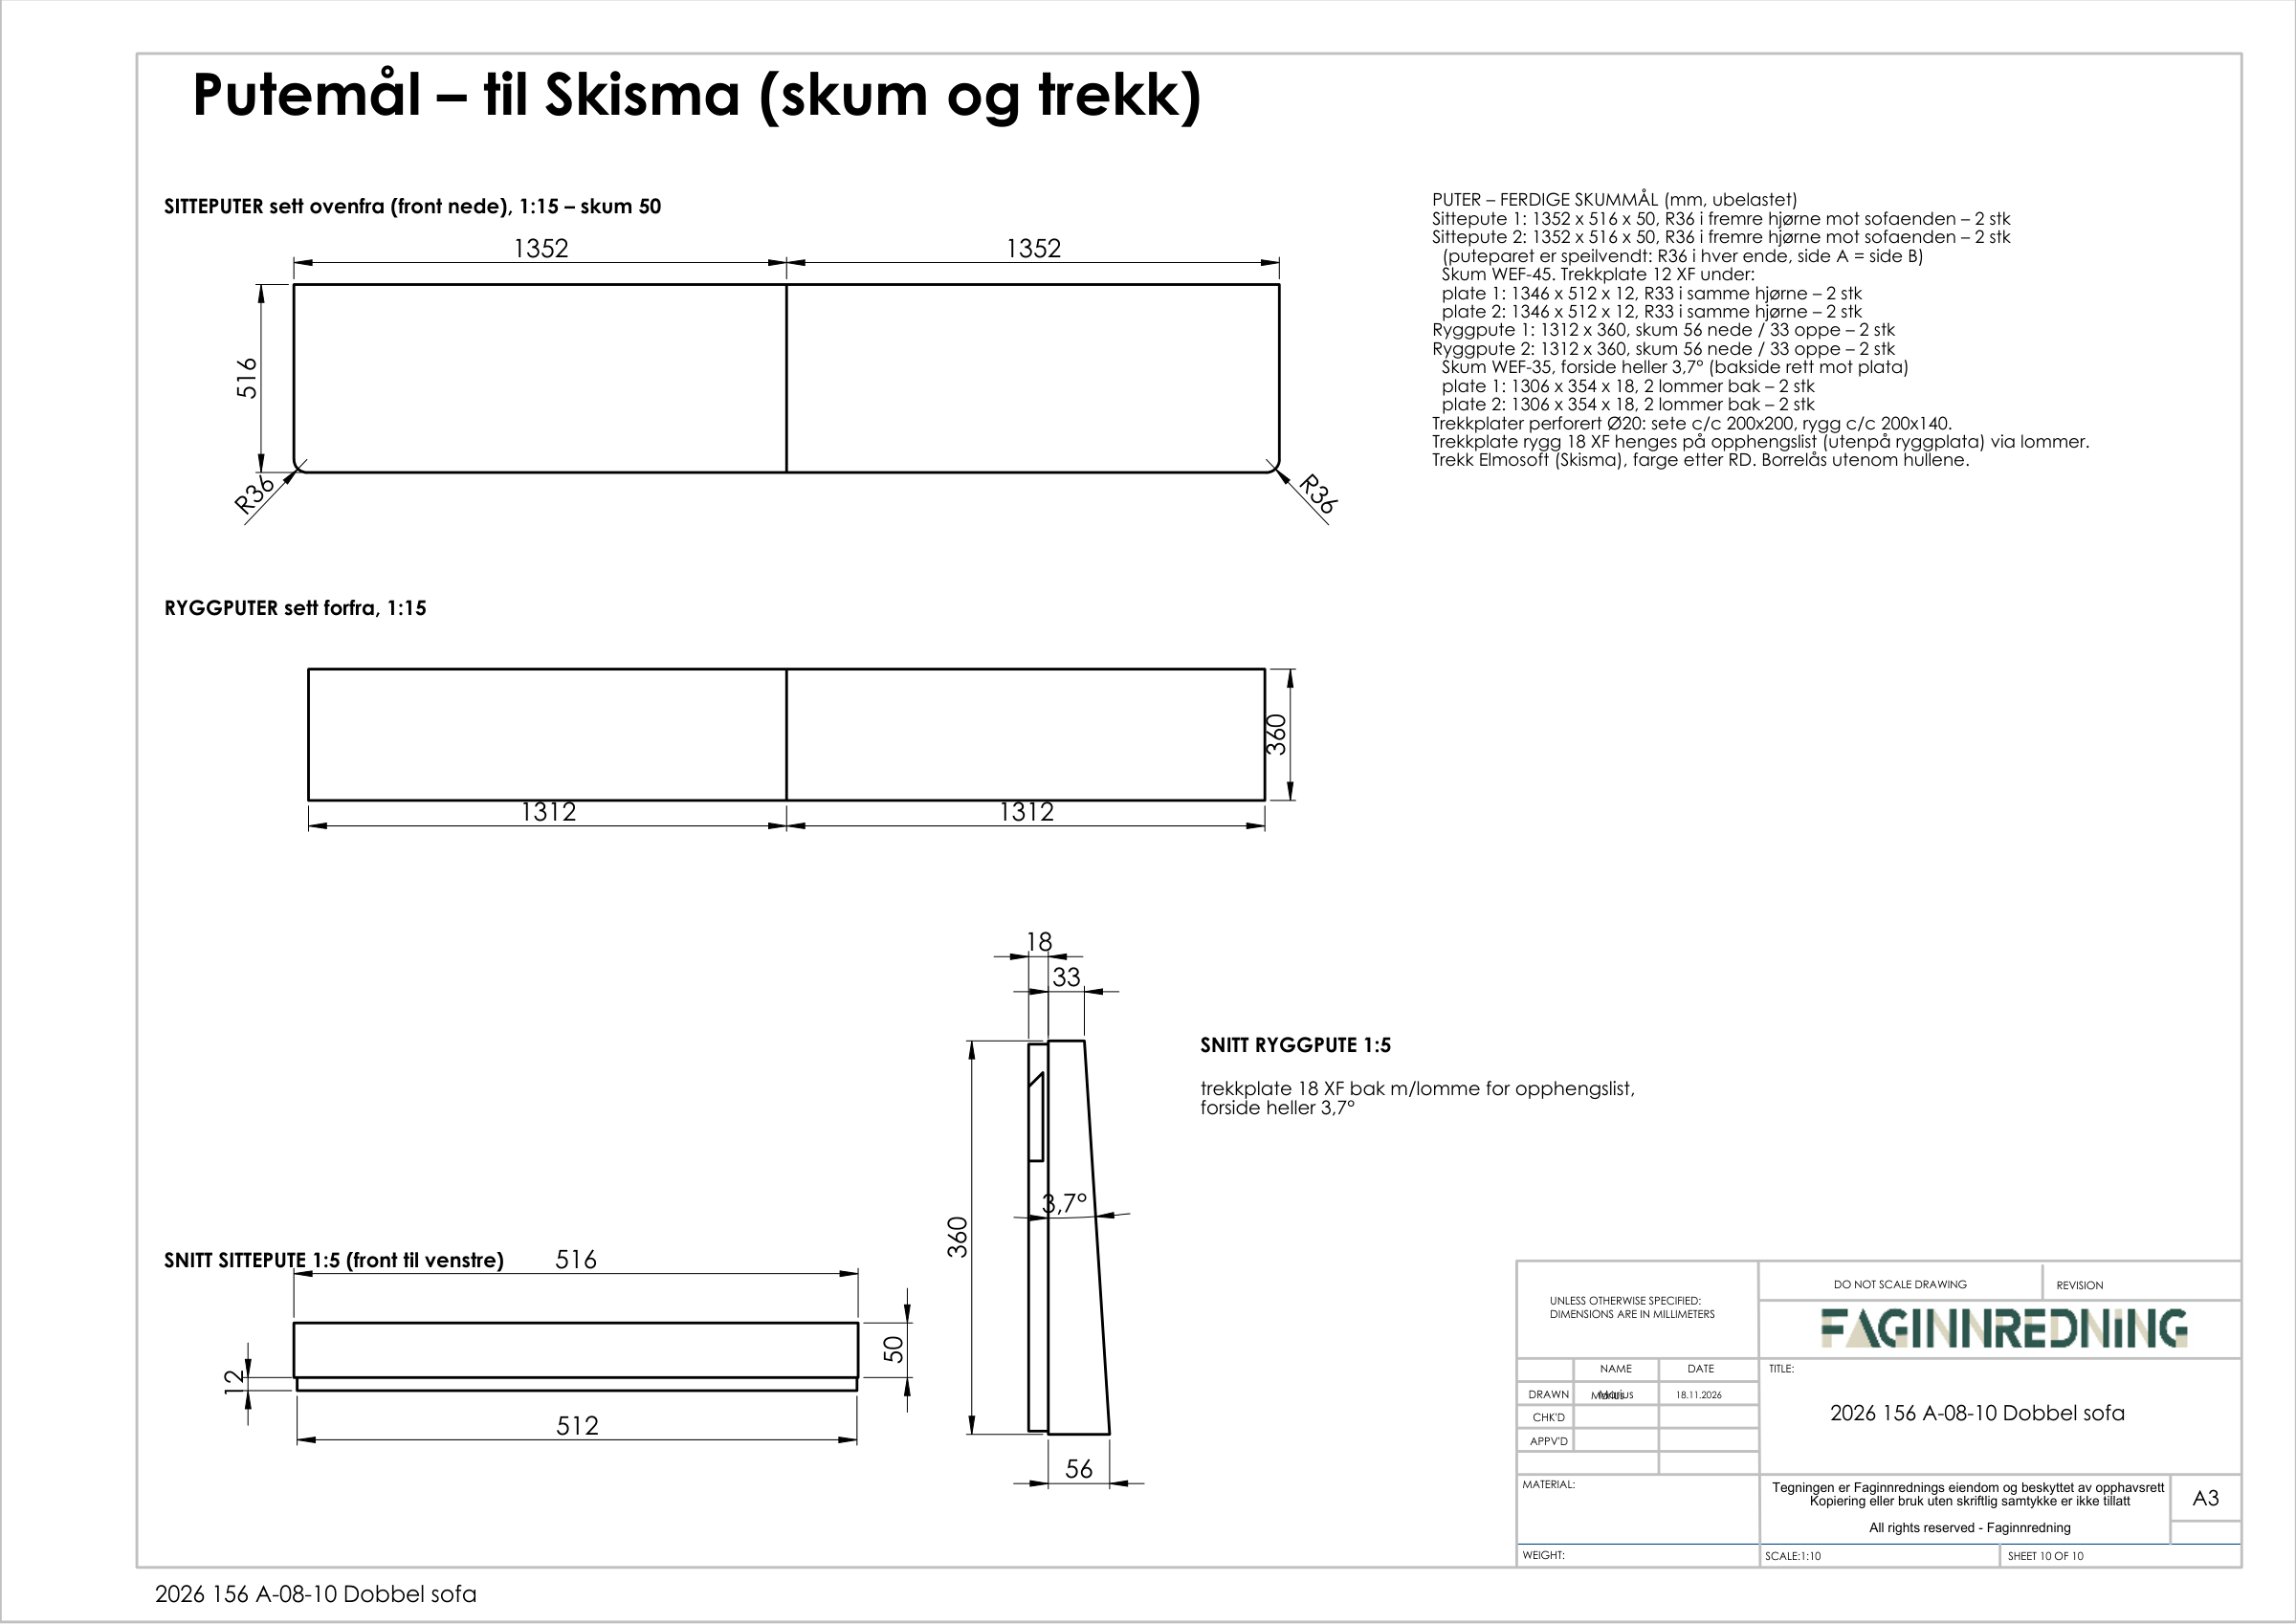 Putemål – til Skisma (skum og trekk)
SITTEPUTER sett ovenfra (front nede), 1:15 – skum 50
1352
1352
516
R36
R36
PUTER – FERDIGE SKUMMÅL (mm, ubelastet)
Sittepute 1: 1352 x 516 x 50, R36 i fremre hjørne mot sofaenden – 2 stk
Sittepute 2: 1352 x 516 x 50, R36 i fremre hjørne mot sofaenden – 2 stk
(puteparet er speilvendt: R36 i hver ende, side A = side B)
Skum WEF-45. Trekkplate 12 XF under:
plate 1: 1346 x 512 x 12, R33 i samme hjørne – 2 stk
plate 2: 1346 x 512 x 12, R33 i samme hjørne – 2 stk
Ryggpute 1: 1312 x 360, skum 56 nede / 33 oppe – 2 stk
Ryggpute 2: 1312 x 360, skum 56 nede / 33 oppe – 2 stk
Skum WEF-35, forside heller 3,7° (bakside rett mot plata)
plate 1: 1306 x 354 x 18, 2 lommer bak – 2 stk
plate 2: 1306 x 354 x 18, 2 lommer bak – 2 stk
Trekkplater perforert Ø20: sete c/c 200x200, rygg c/c 200x140.
Trekkplate rygg 18 XF henges på opphengslist (utenpå ryggplata) via lommer.
Trekk Elmosoft (Skisma), farge etter RD. Borrelås utenom hullene.
RYGGPUTER sett forfra, 1:15
360
1312
1312
18
33
360
3,7°
56
SNITT RYGGPUTE 1:5
trekkplate 18 XF bak m/lomme for opphengslist,
forside heller 3,7°
SNITT SITTEPUTE 1:5 (front til venstre)
516
50
12
512
UNLESS OTHERWISE SPECIFIED:
DIMENSIONS ARE IN MILLIMETERS
DO NOT SCALE DRAWING
REVISION
FAGINNREDNING
NAME
DATE
DRAWN
Marius
18.11.2026
CHK'D
APPV'D
TITLE:
2026 156 A-08-10 Dobbel sofa
MATERIAL:
Tegningen er Faginnrednings eiendom og beskyttet av opphavsrett
Kopiering eller bruk uten skriftlig samtykke er ikke tillatt
All rights reserved - Faginnredning
A3
WEIGHT:
SCALE:1:10
SHEET 10 OF 10
2026 156 A-08-10 Dobbel sofa